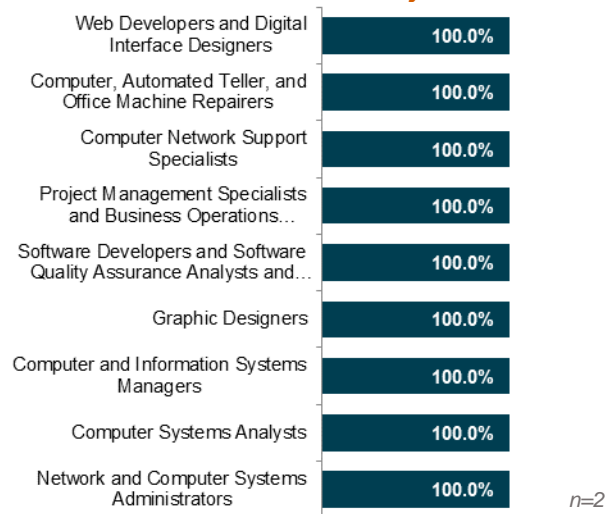 Web Developers and Digital
Interface Designers
100.0%
Computer, Automated Teller, and
Office Machine Repairers
100.0%
Computer Network Support
Specialists
100.0%
Project Management Specialists
and Business Operations…
100.0%
Software Developers and Software
Quality Assurance Analysts and…
100.0%
Graphic Designers
100.0%
Computer and Information Systems
Managers
100.0%
Computer Systems Analysts
100.0%
Network and Computer Systems
Administrators
100.0%
n=2